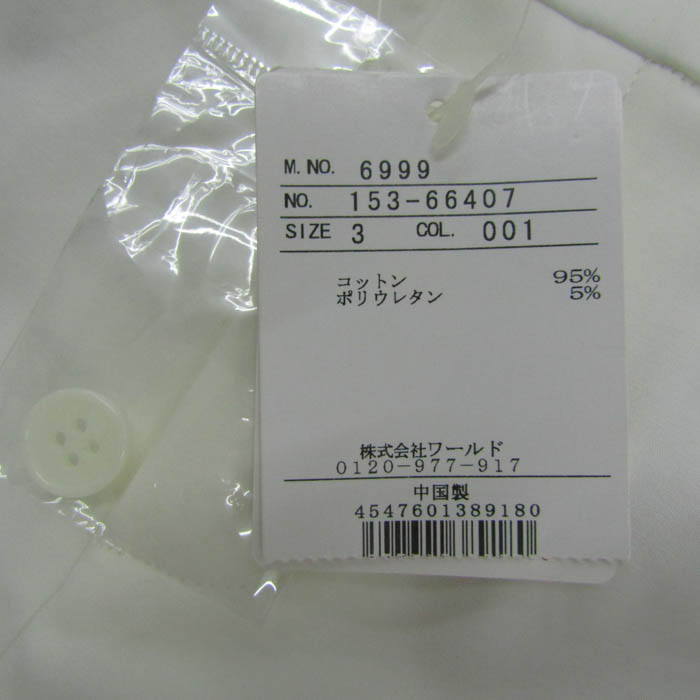 M.NO. 6999
NO. 153-66407
SIZE 3 COL. 001
コットン 95%
ポリウレタン 5%
株式会社ワールド
0120-977-917
中国製
4547601389180